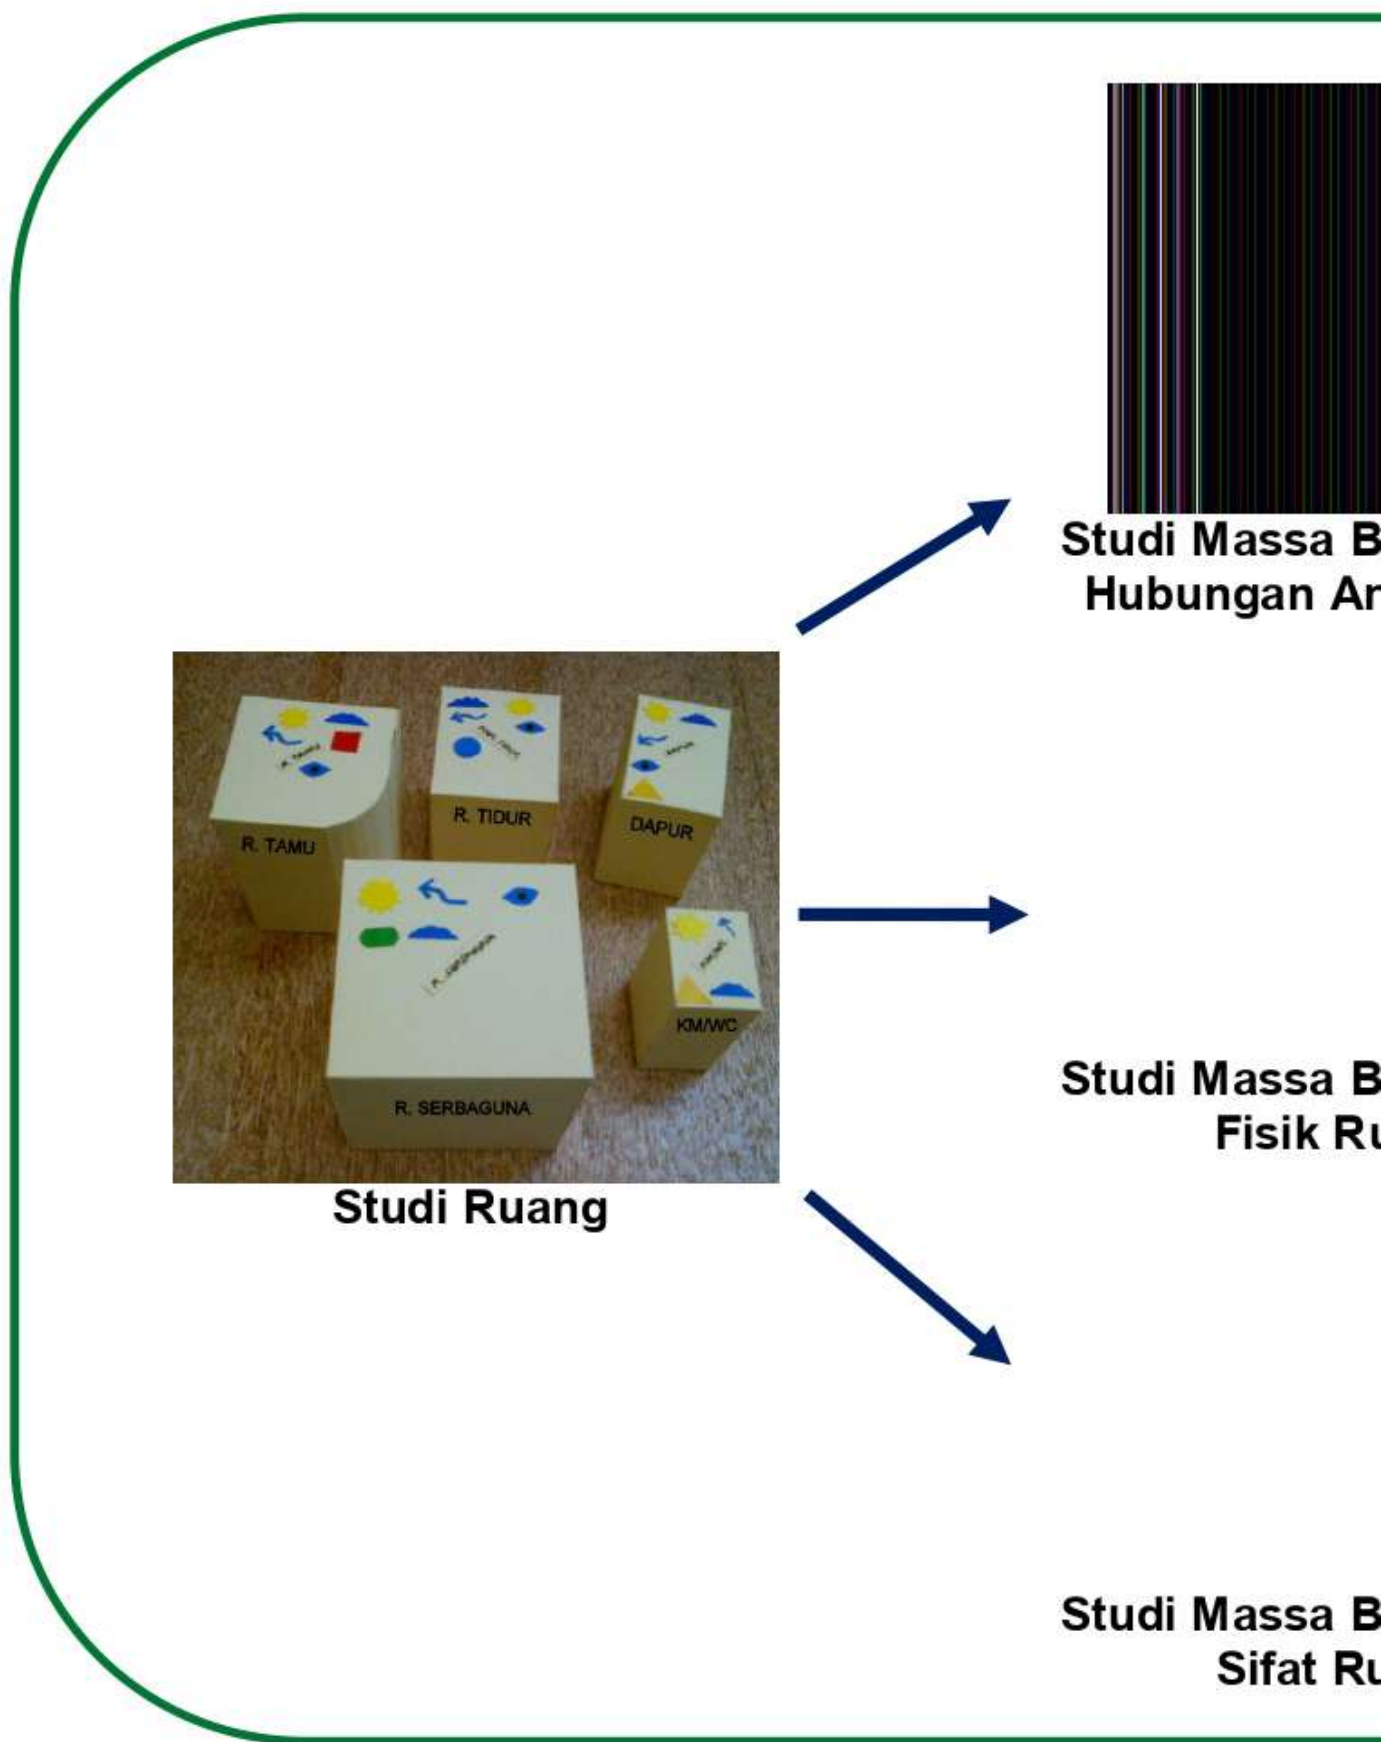 Studi Massa B
Hubungan Ar
R. TAMU
R. TIDUR
DAPUR
R. SERBAGUNA
KM/WC
Studi Ruang
Studi Massa B
Fisik Ru
Studi Massa B
Sifat Ru